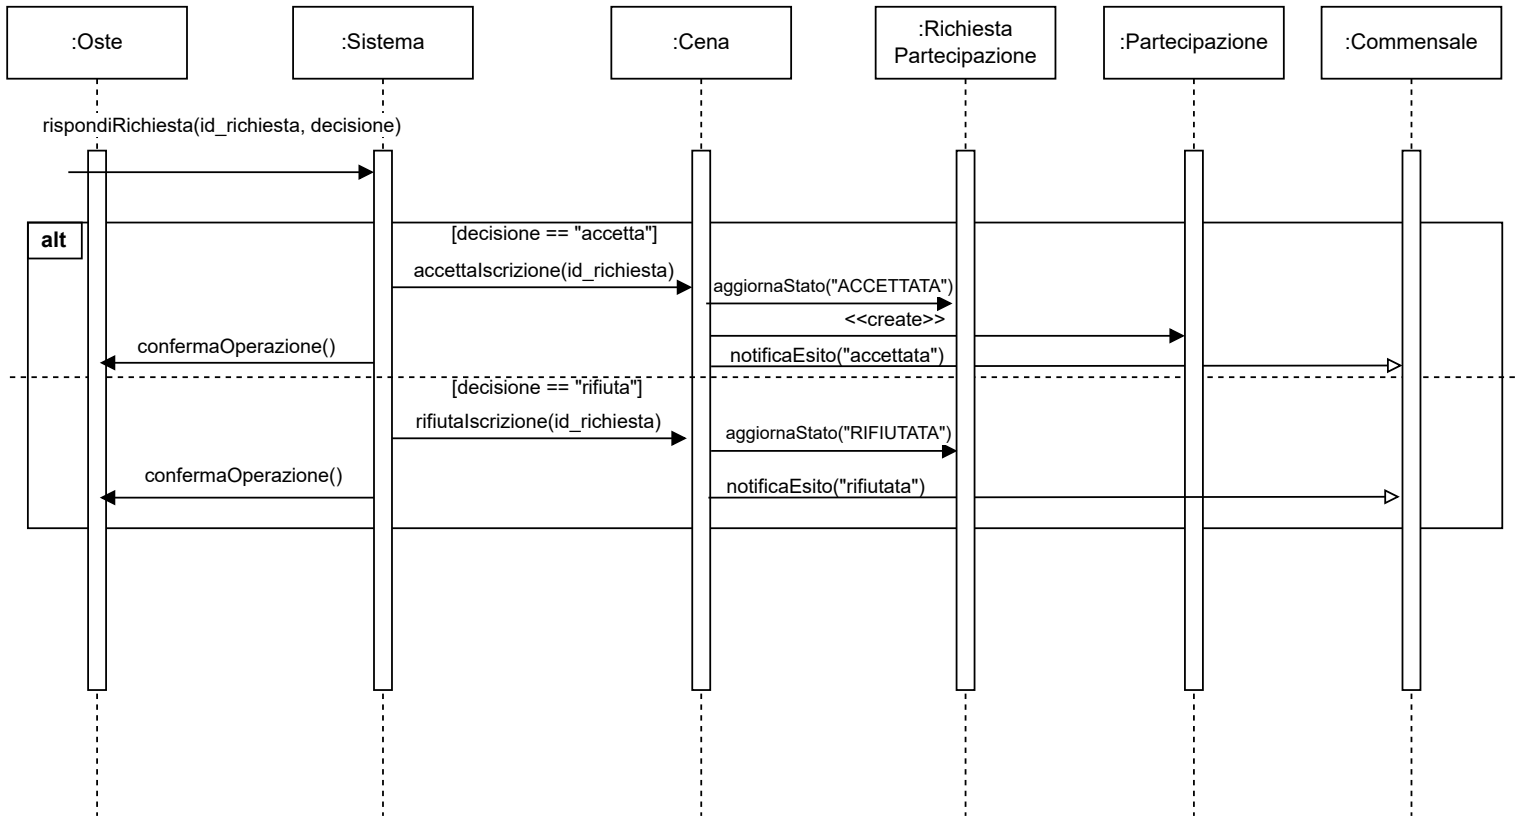 :Oste
:Sistema
:Cena
:Richiesta
Partecipazione
:Partecipazione
:Commensale
rispondiRichiesta(id_richiesta, decisione)
alt
[decisione == "accetta"]
accettaIscrizione(id_richiesta)
aggiornaStato("ACCETTATA")
<<create>>
confermaOperazione()
notificaEsito("accettata")
[decisione == "rifiuta"]
rifiutaIscrizione(id_richiesta)
aggiornaStato("RIFIUTATA")
confermaOperazione()
notificaEsito("rifiutata")